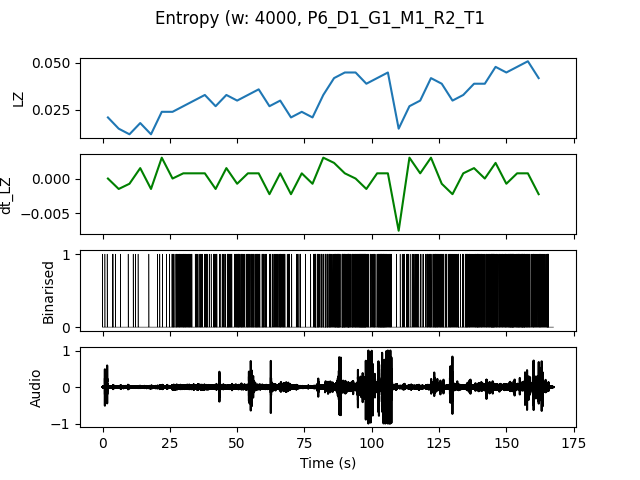 Entropy (w: 4000, P6_D1_G1_M1_R2_T1
0.050
0.025
LZ
0.000
−0.005
dt_LZ
1
0
Binarised
1
0
−1
Audio
0 25 50 75 100 125 150 175
Time (s)